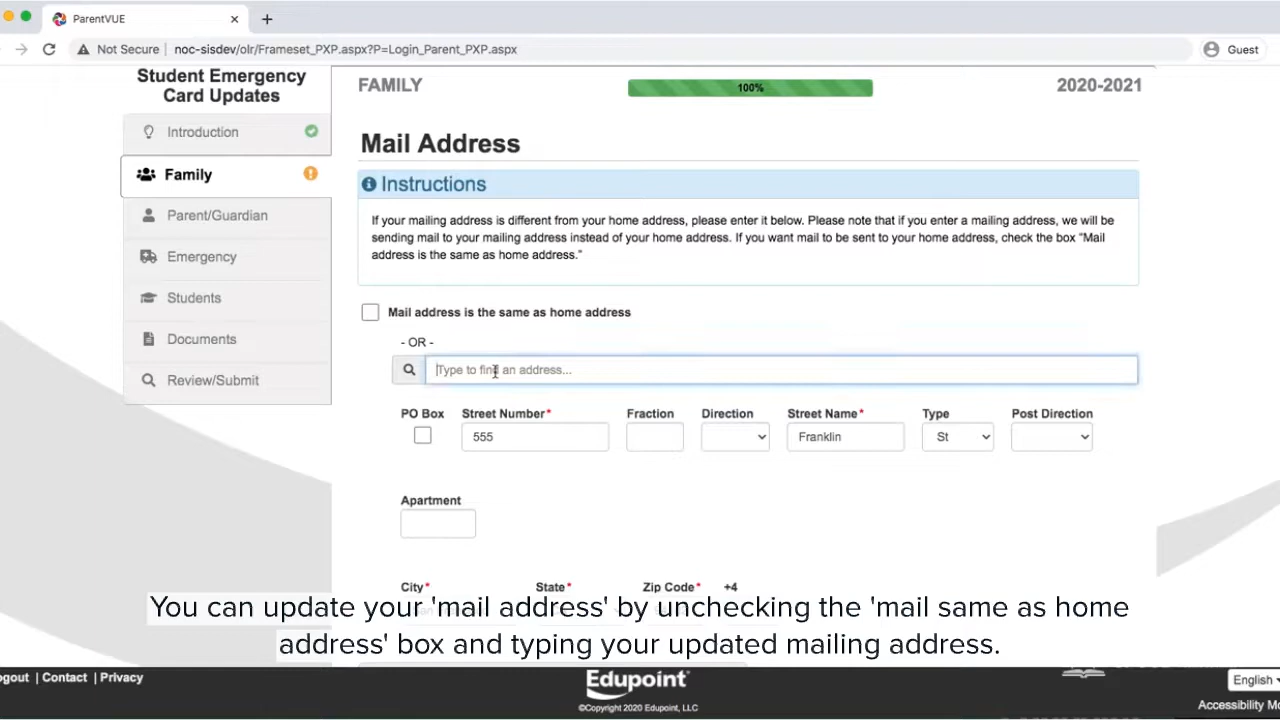 ParentVUE
Not Secure | noc-sisdev/olr/Frameset_PXP.aspx?P=Login_Parent_PXP.aspx
Guest
Student Emergency
Card Updates
Introduction
Family
Parent/Guardian
Emergency
Students
Documents
Review/Submit
FAMILY
100%
2020-2021
Mail Address
Instructions
If your mailing address is different from your home address, please enter it below. Please note that if you enter a mailing address, we will be
sending mail to your mailing address instead of your home address. If you want mail to be sent to your home address, check the box "Mail
address is the same as home address."
Mail address is the same as home address
- OR -
Type to find an address...
PO Box Street Number* Fraction Direction Street Name* Type Post Direction
555 Franklin St
Apartment
City* State* Zip Code* +4
You can update your 'mail address' by unchecking the 'mail same as home
address' box and typing your updated mailing address.
ogout | Contact | Privacy
Edupoint
©Copyright 2020 Edupoint, LLC
English
Accessibility Mo